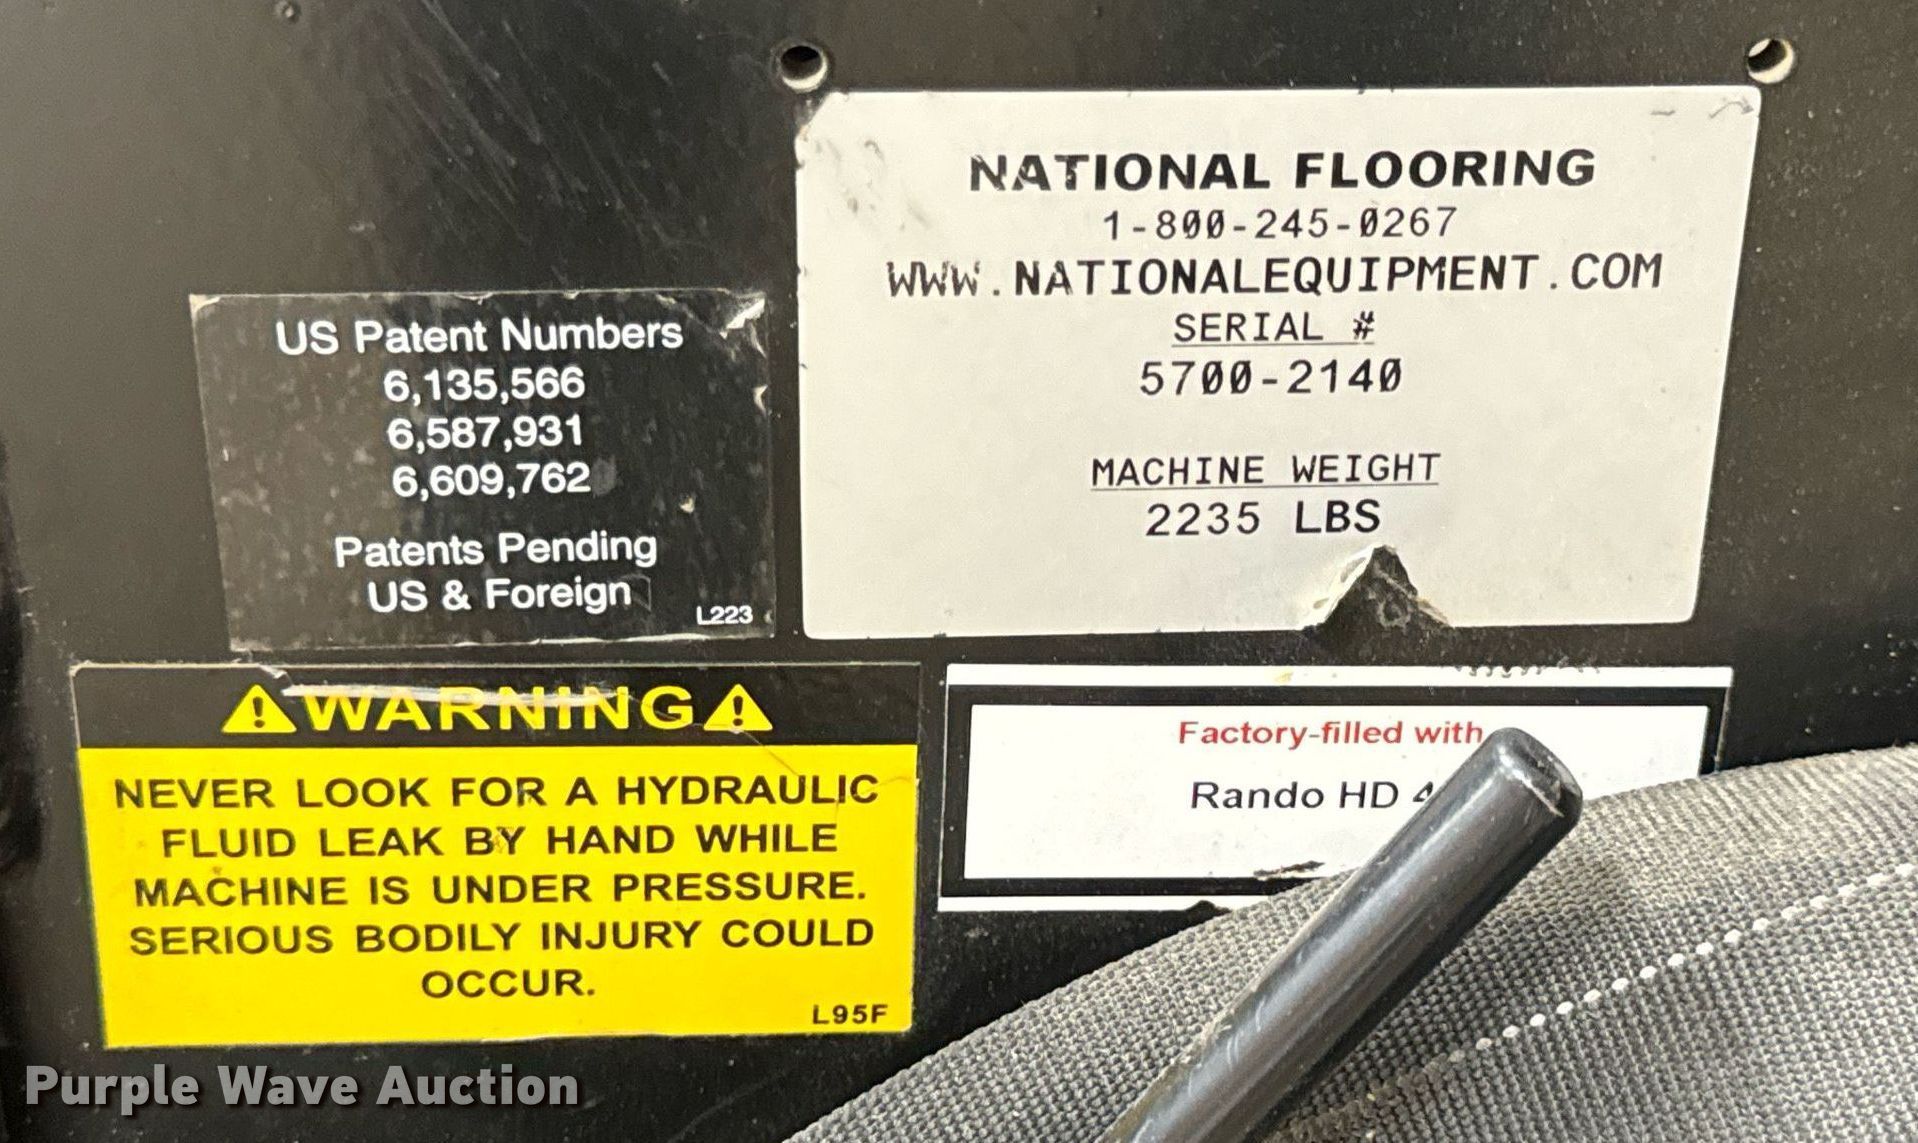 NATIONAL FLOORING
1-800-245-0267
WWW.NATIONALEQUIPMENT.COM
SERIAL #
5700-2140
MACHINE WEIGHT
2235 LBS
US Patent Numbers
6,135,566
6,587,931
6,609,762
Patents Pending
US & Foreign
L223
WARNING
NEVER LOOK FOR A HYDRAULIC
FLUID LEAK BY HAND WHILE
MACHINE IS UNDER PRESSURE.
SERIOUS BODILY INJURY COULD
OCCUR.
L95F
Factory-filled with
Rando HD
Purple Wave Auction